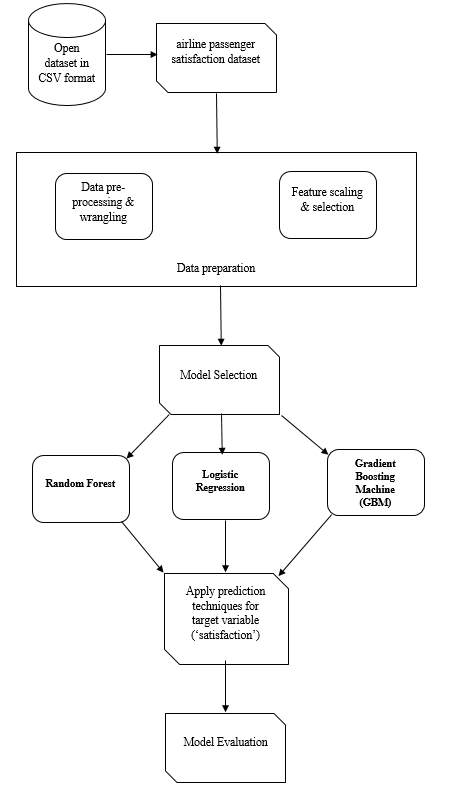 Open
dataset in
CSV format
airline passenger
satisfaction dataset
Data pre-
processing &
wrangling
Feature scaling
& selection
Data preparation
Model Selection
Random Forest
Logistic
Regression
Gradient
Boosting
Machine
(GBM)
Apply prediction
techniques for
target variable
(‘satisfaction’)
Model Evaluation